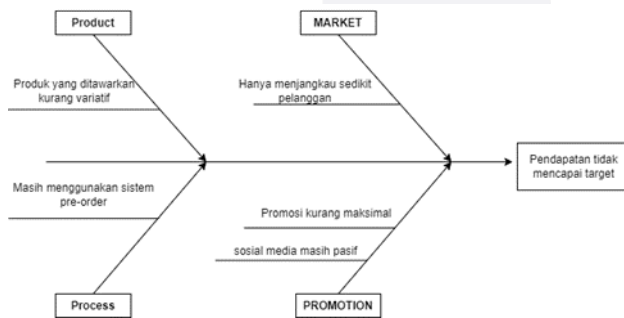 Product
MARKET
Produk yang ditawarkan
kurang variatif
Hanya menjangkau sedikit
pelanggan
Pendapatan tidak
mencapai target
Masih menggunakan sistem
pre-order
Promosi kurang maksimal
sosial media masih pasif
Process
PROMOTION